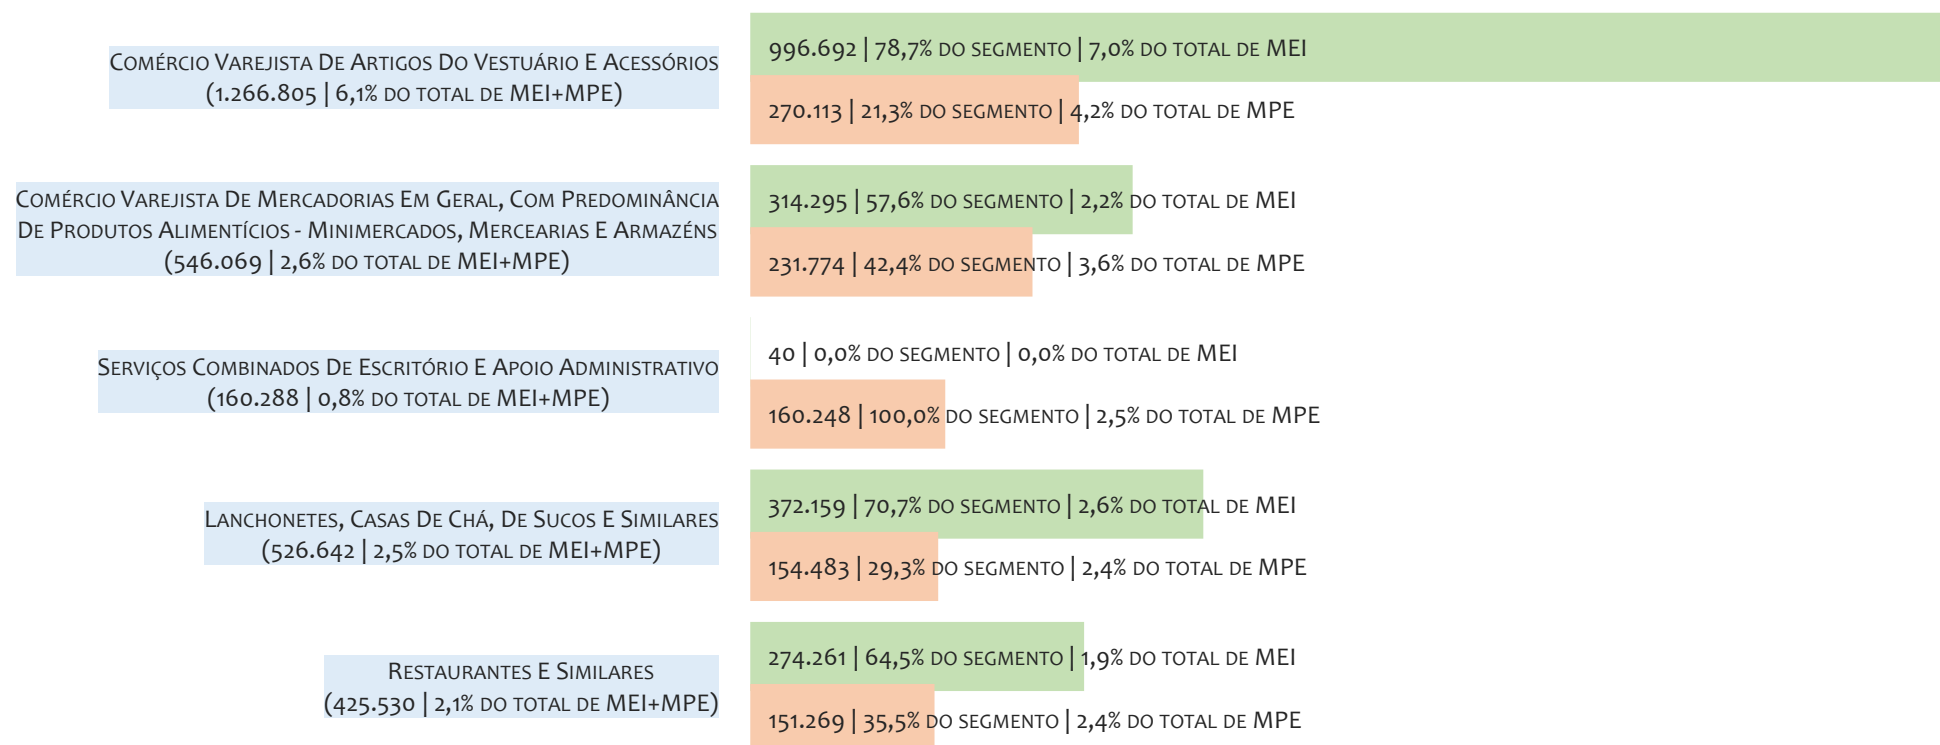 Comércio Varejista De Artigos Do Vestuário E Acessórios
(1.266.805 | 6,1% do total de MEI+MPE)
996.692 | 78,7% do segmento | 7,0% do total de MEI
270.113 | 21,3% do segmento | 4,2% do total de MPE
Comércio Varejista De Mercadorias Em Geral, Com Predominância
De Produtos Alimentícios - Minimercados, Mercearias E Armazéns
(546.069 | 2,6% do total de MEI+MPE)
314.295 | 57,6% do segmento | 2,2% do total de MEI
231.774 | 42,4% do segmento | 3,6% do total de MPE
Serviços Combinados De Escritório E Apoio Administrativo
(160.288 | 0,8% do total de MEI+MPE)
40 | 0,0% do segmento | 0,0% do total de MEI
160.248 | 100,0% do segmento | 2,5% do total de MPE
Lanchonetes, Casas De Chá, De Sucos E Similares
(526.642 | 2,5% do total de MEI+MPE)
372.159 | 70,7% do segmento | 2,6% do total de MEI
154.483 | 29,3% do segmento | 2,4% do total de MPE
Restaurantes E Similares
(425.530 | 2,1% do total de MEI+MPE)
274.261 | 64,5% do segmento | 1,9% do total de MEI
151.269 | 35,5% do segmento | 2,4% do total de MPE